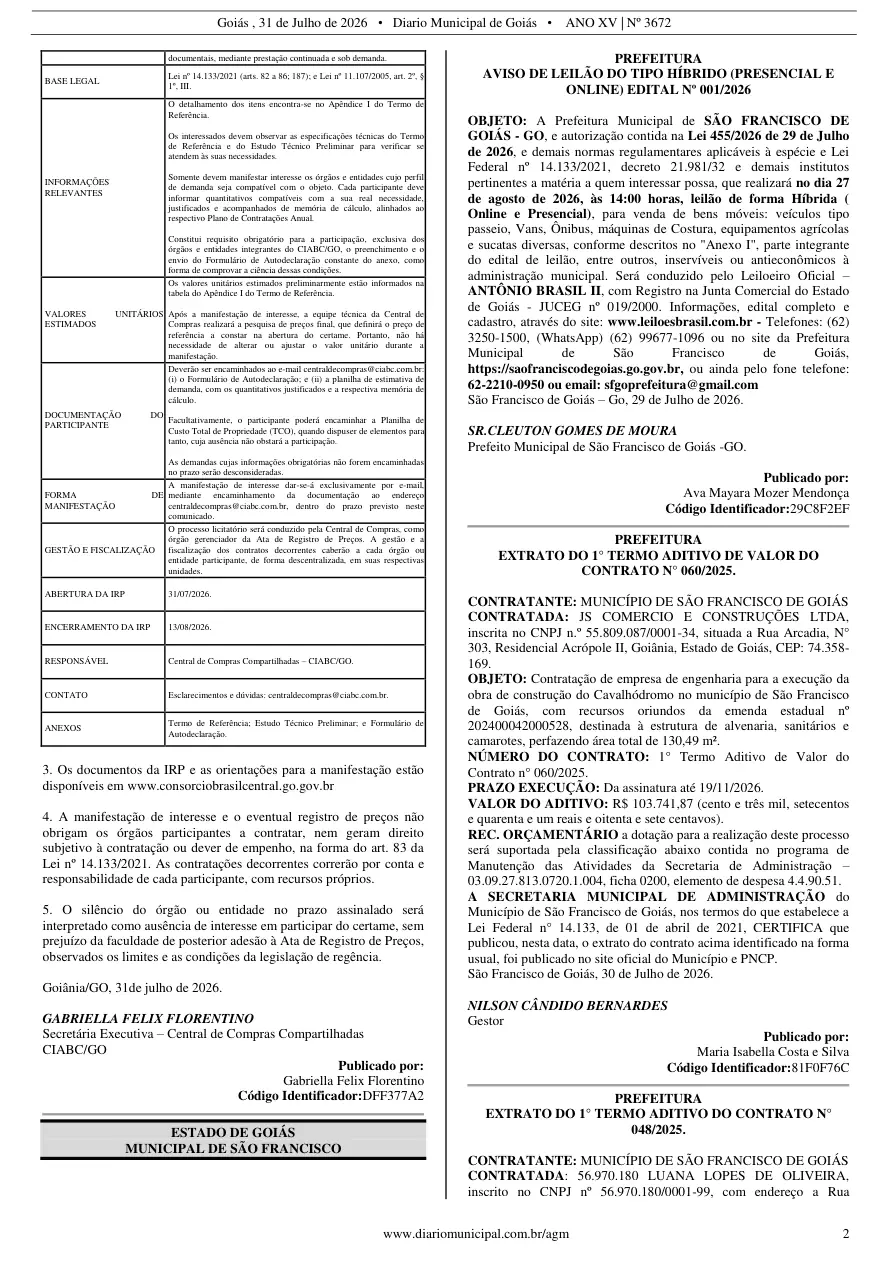 Goiás , 31 de Julho de 2026 • Diario Municipal de Goiás • ANO XV | Nº 3672
documentais, mediante prestação continuada e sob demanda.
BASE LEGAL
Lei nº 14.133/2021 (arts. 82 a 86; 187); e Lei nº 11.107/2005, art. 2º, §
1º, III.
INFORMAÇÕES
RELEVANTES
O detalhamento dos itens encontra-se no Apêndice I do Termo de
Referência.
Os interessados devem observar as especificações técnicas do Termo
de Referência e do Estudo Técnico Preliminar para verificar se
atendem às suas necessidades.
Somente devem manifestar interesse os órgãos e entidades cujo perfil
de demanda seja compatível com o objeto. Cada participante deve
informar quantitativos compatíveis com a sua real necessidade,
justificados e acompanhados de memória de cálculo, alinhados ao
respectivo Plano de Contratações Anual.
Constitui requisito obrigatório para a participação, exclusiva dos
órgãos e entidades integrantes do CIABC/GO, o preenchimento e o
envio do Formulário de Autodeclaração constante do anexo, como
forma de comprovar a ciência dessas condições.
VALORES UNITÁRIOS
ESTIMADOS
Os valores unitários estimados preliminarmente estão informados na
tabela do Apêndice I do Termo de Referência.
Após a manifestação de interesse, a equipe técnica da Central de
Compras realizará a pesquisa de preços final, que definirá o preço de
referência a constar na abertura do certame. Portanto, não há
necessidade de alterar ou ajustar o valor unitário durante a
manifestação.
DOCUMENTAÇÃO DO
PARTICIPANTE
Deverão ser encaminhados ao e-mail centraldecompras@ciabc.com.br:
(i) o Formulário de Autodeclaração; e (ii) a planilha de estimativa de
demanda, com os quantitativos justificados e a respectiva memória de
cálculo.
Facultativamente, o participante poderá encaminhar a Planilha de
Custo Total de Propriedade (TCO), quando dispuser de elementos para
tanto, cuja ausência não obstará a participação.
As demandas cujas informações obrigatórias não forem encaminhadas
no prazo serão desconsideradas.
FORMA DE
MANIFESTAÇÃO
A manifestação de interesse dar-se-á exclusivamente por e-mail,
mediante encaminhamento da documentação ao endereço
centraldecompras@ciabc.com.br, dentro do prazo previsto neste
comunicado.
GESTÃO E FISCALIZAÇÃO
O processo licitatório será conduzido pela Central de Compras, como
órgão gerenciador da Ata de Registro de Preços. A gestão e a
fiscalização dos contratos decorrentes caberão a cada órgão ou
entidade participante, de forma descentralizada, em suas respectivas
unidades.
ABERTURA DA IRP
31/07/2026.
ENCERRAMENTO DA IRP
13/08/2026.
RESPONSÁVEL
Central de Compras Compartilhadas – CIABC/GO.
CONTATO
Esclarecimentos e dúvidas: centraldecompras@ciabc.com.br.
ANEXOS
Termo de Referência; Estudo Técnico Preliminar; e Formulário de
Autodeclaração.
3. Os documentos da IRP e as orientações para a manifestação estão
disponíveis em www.consorciobrasilcentral.go.gov.br
4. A manifestação de interesse e o eventual registro de preços não
obrigam os órgãos participantes a contratar, nem geram direito
subjetivo à contratação ou dever de empenho, na forma do art. 83 da
Lei nº 14.133/2021. As contratações decorrentes correrão por conta e
responsabilidade de cada participante, com recursos próprios.
5. O silêncio do órgão ou entidade no prazo assinalado será
interpretado como ausência de interesse em participar do certame, sem
prejuízo da faculdade de posterior adesão à Ata de Registro de Preços,
observados os limites e as condições da legislação de regência.
Goiânia/GO, 31de julho de 2026.
GABRIELLA FELIX FLORENTINO
Secretária Executiva – Central de Compras Compartilhadas
CIABC/GO
Publicado por:
Gabriella Felix Florentino
Código Identificador:DFF377A2
ESTADO DE GOIÁS
MUNICIPAL DE SÃO FRANCISCO
PREFEITURA
AVISO DE LEILÃO DO TIPO HÍBRIDO (PRESENCIAL E
ONLINE) EDITAL Nº 001/2026
OBJETO: A Prefeitura Municipal de SÃO FRANCISCO DE
GOIÁS - GO, e autorização contida na Lei 455/2026 de 29 de Julho
de 2026, e demais normas regulamentares aplicáveis à espécie e Lei
Federal nº 14.133/2021, decreto 21.981/32 e demais institutos
pertinentes a matéria a quem interessar possa, que realizará no dia 27
de agosto de 2026, às 14:00 horas, leilão de forma Híbrida (
Online e Presencial), para venda de bens móveis: veículos tipo
passeio, Vans, Ônibus, máquinas de Costura, equipamentos agrícolas
e sucatas diversas, conforme descritos no "Anexo I", parte integrante
do edital de leilão, entre outros, inservíveis ou antieconômicos à
administração municipal. Será conduzido pelo Leiloeiro Oficial –
ANTÔNIO BRASIL II, com Registro na Junta Comercial do Estado
de Goiás - JUCEG nº 019/2000. Informações, edital completo e
cadastro, através do site: www.leiloesbrasil.com.br - Telefones: (62)
3250-1500, (WhatsApp) (62) 99677-1096 ou no site da Prefeitura
Municipal de São Francisco de Goiás,
https://saofranciscodegoias.go.gov.br, ou ainda pelo fone telefone:
62-2210-0950 ou email: sfgoprefeitura@gmail.com
São Francisco de Goiás – Go, 29 de Julho de 2026.
SR.CLEUTON GOMES DE MOURA
Prefeito Municipal de São Francisco de Goiás -GO.
Publicado por:
Ava Mayara Mozer Mendonça
Código Identificador:29C8F2EF
PREFEITURA
EXTRATO DO 1° TERMO ADITIVO DE VALOR DO
CONTRATO N° 060/2025.
CONTRATANTE: MUNICÍPIO DE SÃO FRANCISCO DE GOIÁS
CONTRATADA: JS COMERCIO E CONSTRUÇÕES LTDA,
inscrita no CNPJ n.º 55.809.087/0001-34, situada a Rua Arcadia, N°
303, Residencial Acrópole II, Goiânia, Estado de Goiás, CEP: 74.358-
169.
OBJETO: Contratação de empresa de engenharia para a execução da
obra de construção do Cavalhódromo no município de São Francisco
de Goiás, com recursos oriundos da emenda estadual nº
202400042000528, destinada à estrutura de alvenaria, sanitários e
camarotes, perfazendo área total de 130,49 m².
NÚMERO DO CONTRATO: 1° Termo Aditivo de Valor do
Contrato n° 060/2025.
PRAZO EXECUÇÃO: Da assinatura até 19/11/2026.
VALOR DO ADITIVO: R$ 103.741,87 (cento e três mil, setecentos
e quarenta e um reais e oitenta e sete centavos).
REC. ORÇAMENTÁRIO a dotação para a realização deste processo
será suportada pela classificação abaixo contida no programa de
Manutenção das Atividades da Secretaria de Administração –
03.09.27.813.0720.1.004, ficha 0200, elemento de despesa 4.4.90.51.
A SECRETARIA MUNICIPAL DE ADMINISTRAÇÃO do
Município de São Francisco de Goiás, nos termos do que estabelece a
Lei Federal n° 14.133, de 01 de abril de 2021, CERTIFICA que
publicou, nesta data, o extrato do contrato acima identificado na forma
usual, foi publicado no site oficial do Município e PNCP.
São Francisco de Goiás, 30 de Julho de 2026.
NILSON CÂNDIDO BERNARDES
Gestor
Publicado por:
Maria Isabella Costa e Silva
Código Identificador:81F0F76C
PREFEITURA
EXTRATO DO 1° TERMO ADITIVO DO CONTRATO N°
048/2025.
CONTRATANTE: MUNICÍPIO DE SÃO FRANCISCO DE GOIÁS
CONTRATADA: 56.970.180 LUANA LOPES DE OLIVEIRA,
inscrito no CNPJ nº 56.970.180/0001-99, com endereço a Rua
www.diariomunicipal.com.br/agm
2